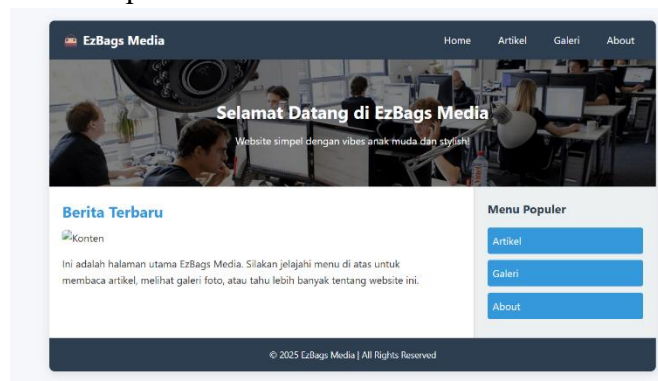 EzBags Media
Home Artikel Galeri About
Selamat Datang di EzBags Media
Website simpel dengan vibes anak muda dan stylish!
Berita Terbaru
Konten
Ini adalah halaman utama EzBags Media. Silakan jelajahi menu di atas untuk
membaca artikel, melihat galeri foto, atau tahu lebih banyak tentang website ini.
Menu Populer
Artikel
Galeri
About
© 2025 EzBags Media | All Rights Reserved